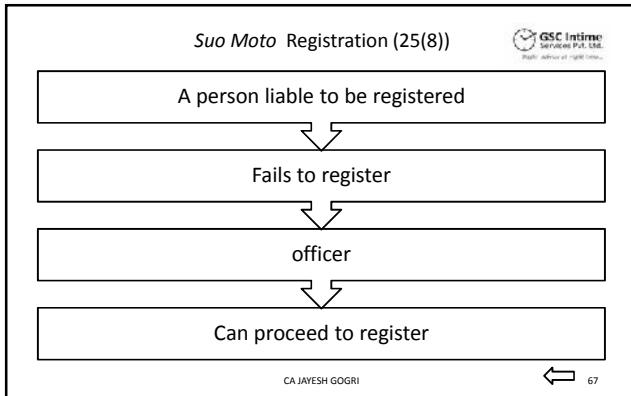 Suo Moto Registration (25(8))
GSC Intime
Services Pvt. Ltd.
A person liable to be registered
Fails to register
officer
Can proceed to register
CA JAYESH GOGRI
67